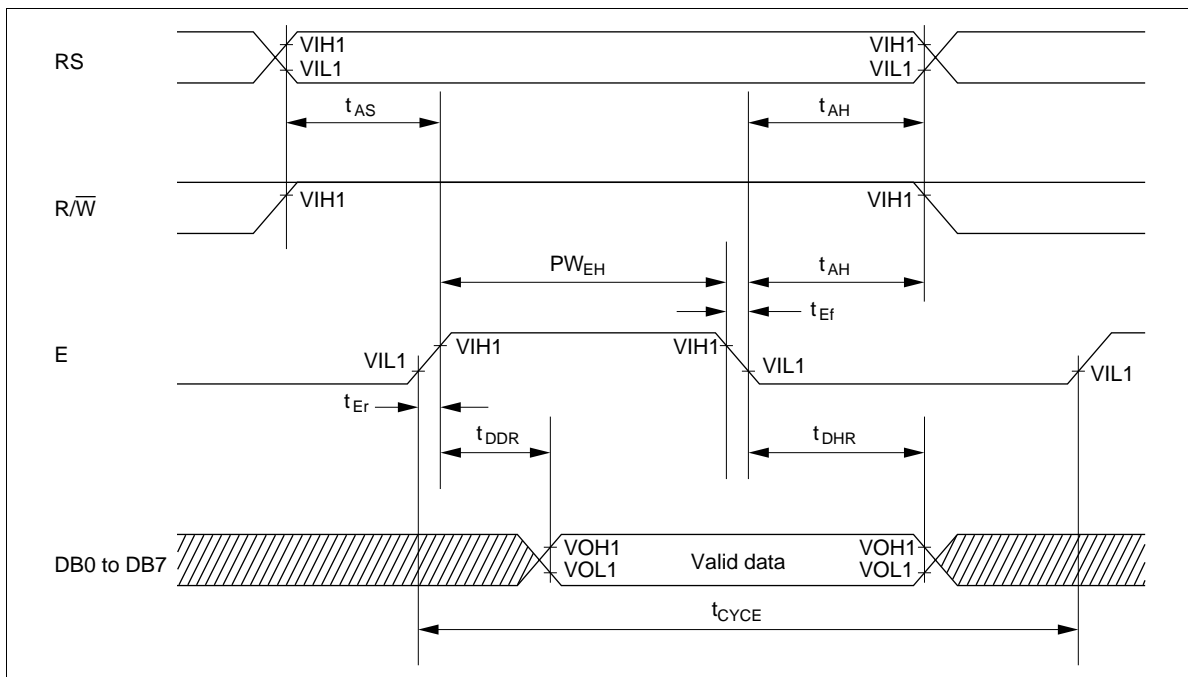 RS
VIH1
VIL1
VIH1
VIL1
tAS
tAH
R/W̅
VIH1
VIH1
PWEH
tAH
tEf
E
VIL1
VIH1
VIH1
VIL1
VIL1
tEr
tDDR
tDHR
DB0 to DB7
VOH1
VOL1
Valid data
VOH1
VOL1
tCYCE